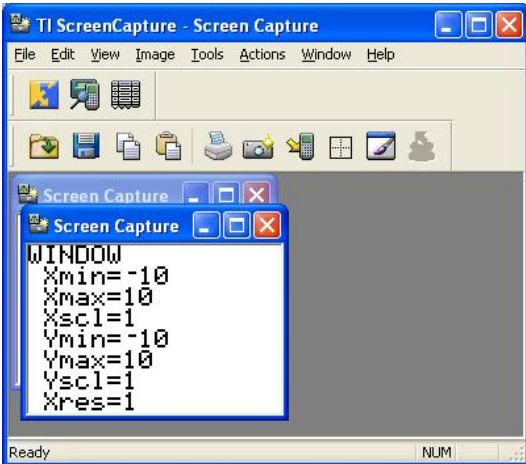 TI ScreenCapture - Screen Capture
File Edit View Image Tools Actions Window Help
Screen Capture
Screen Capture
WINDOW
Xmin=-10
Xmax=10
Xscl=1
Ymin=-10
Ymax=10
Yscl=1
Xres=1
Ready NUM